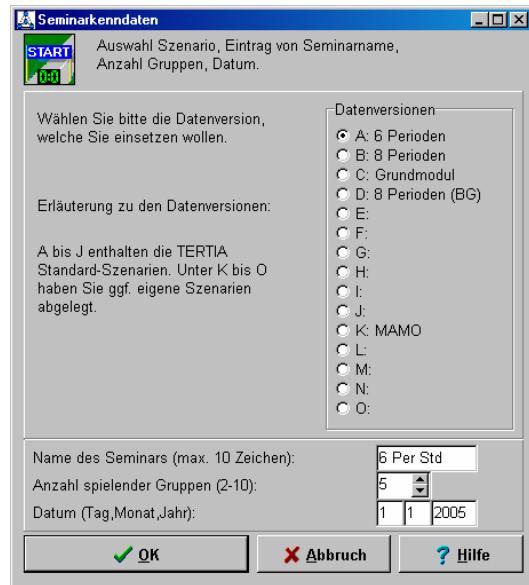 Seminarkenndaten
START
0:0
Auswahl Szenario, Eintrag von Seminarname,
Anzahl Gruppen, Datum.
Wählen Sie bitte die Datenversion,
welche Sie einsetzen wollen.
Erläuterung zu den Datenversionen:
A bis J enthalten die TERTIA
Standard-Szenarien. Unter K bis O
haben Sie ggf. eigene Szenarien
abgelegt.
Datenversionen
A: 6 Perioden
B: 8 Perioden
C: Grundmodul
D: 8 Perioden (BG)
E:
F:
G:
H:
I:
J:
K: MAMO
L:
M:
N:
O:
Name des Seminars (max. 10 Zeichen): 6 Per Std
Anzahl spielender Gruppen (2-10): 5
Datum (Tag,Monat,Jahr): 1 1 2005
OK Abbruch Hilfe